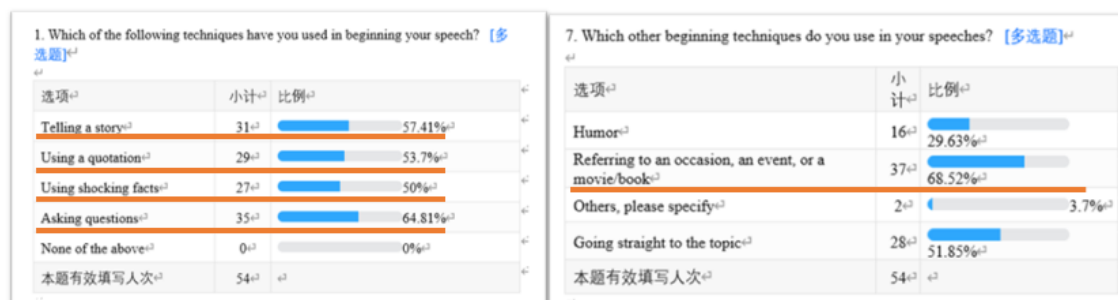 1. Which of the following techniques have you used in beginning your speech? [多
选题]↵
↵
选项↵ 小计↵ 比例↵
Telling a story↵ 31↵ 57.41%↵
Using a quotation↵ 29↵ 53.7%↵
Using shocking facts↵ 27↵ 50%↵
Asking questions↵ 35↵ 64.81%↵
None of the above↵ 0↵ 0%↵
本题有效填写人次↵ 54↵ ↵
7. Which other beginning techniques do you use in your speeches? [多选题]↵
↵
选项↵ 小
计↵ 比例↵
Humor↵ 16↵ 29.63%↵
Referring to an occasion, an event, or a
movie/book↵ 37↵ 68.52%↵
Others, please specify↵ 2↵ 3.7%↵
Going straight to the topic↵ 28↵ 51.85%↵
本题有效填写人次↵ 54↵ ↵